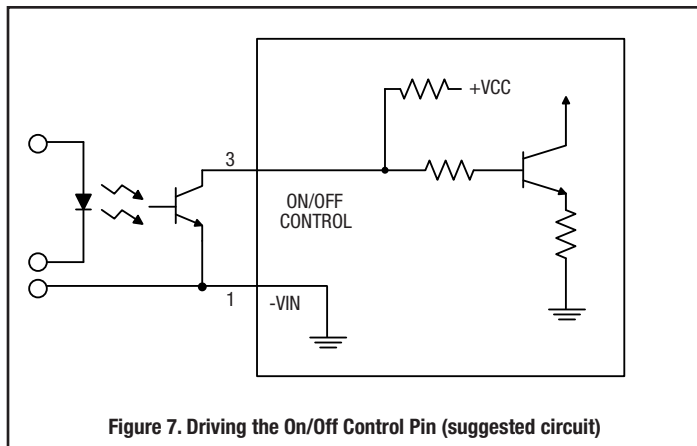 +VCC
3
ON/OFF
CONTROL
1
-VIN
Figure 7. Driving the On/Off Control Pin (suggested circuit)